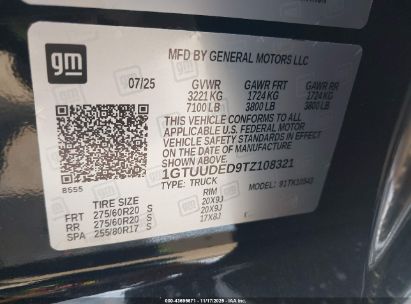 gm
MFD BY GENERAL MOTORS LLC
07/25 GVWR GAWR FRT GAWR RR
3221 KG 1724 KG 1724 KG
7100 LB 3800 LB 3800 LB
THIS VEHICLE CONFORMS TO ALL
APPLICABLE U.S. FEDERAL MOTOR
VEHICLE SAFETY STANDARDS IN EFFECT
ON THE DATE OF MANUFACTURE
SHOWN ABOVE.
8555
1GTUUDED9TZ108321
TYPE: TRUCK MODEL:
TIRE SIZE RIM
FRT 275/60R20 S 20X9J
RR 275/60R20 S 20X9J
SPA 255/80R17 S 17X8J